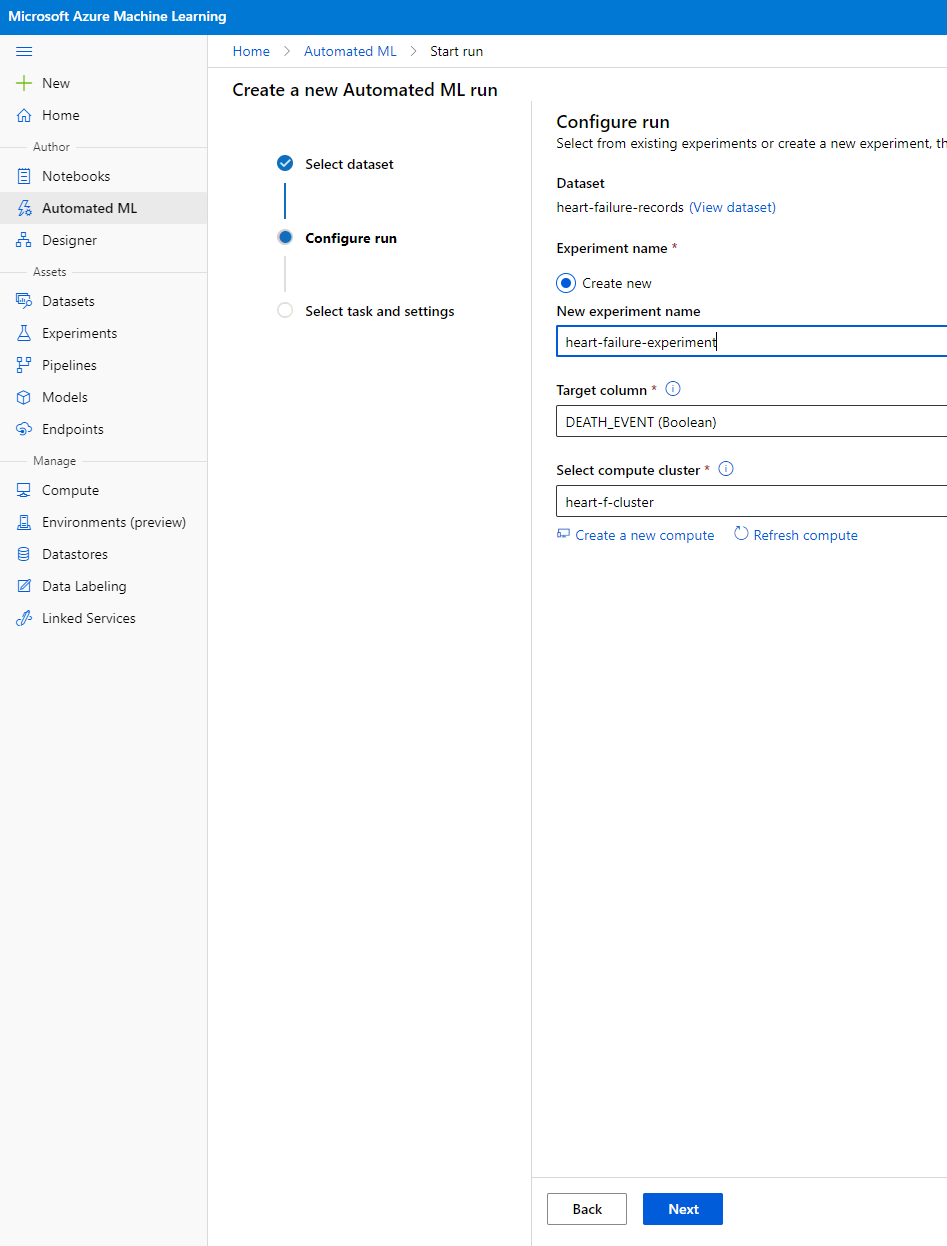 Microsoft Azure Machine Learning
New
Home
Author
Notebooks
Automated ML
Designer
Assets
Datasets
Experiments
Pipelines
Models
Endpoints
Manage
Compute
Environments (preview)
Datastores
Data Labeling
Linked Services
Home > Automated ML > Start run
Create a new Automated ML run
Select dataset
Configure run
Select task and settings
Configure run
Select from existing experiments or create a new experiment, th
Dataset
heart-failure-records (View dataset)
Experiment name *
Create new
New experiment name
heart-failure-experiment
Target column *
DEATH_EVENT (Boolean)
Select compute cluster *
heart-f-cluster
Create a new compute Refresh compute
Back Next